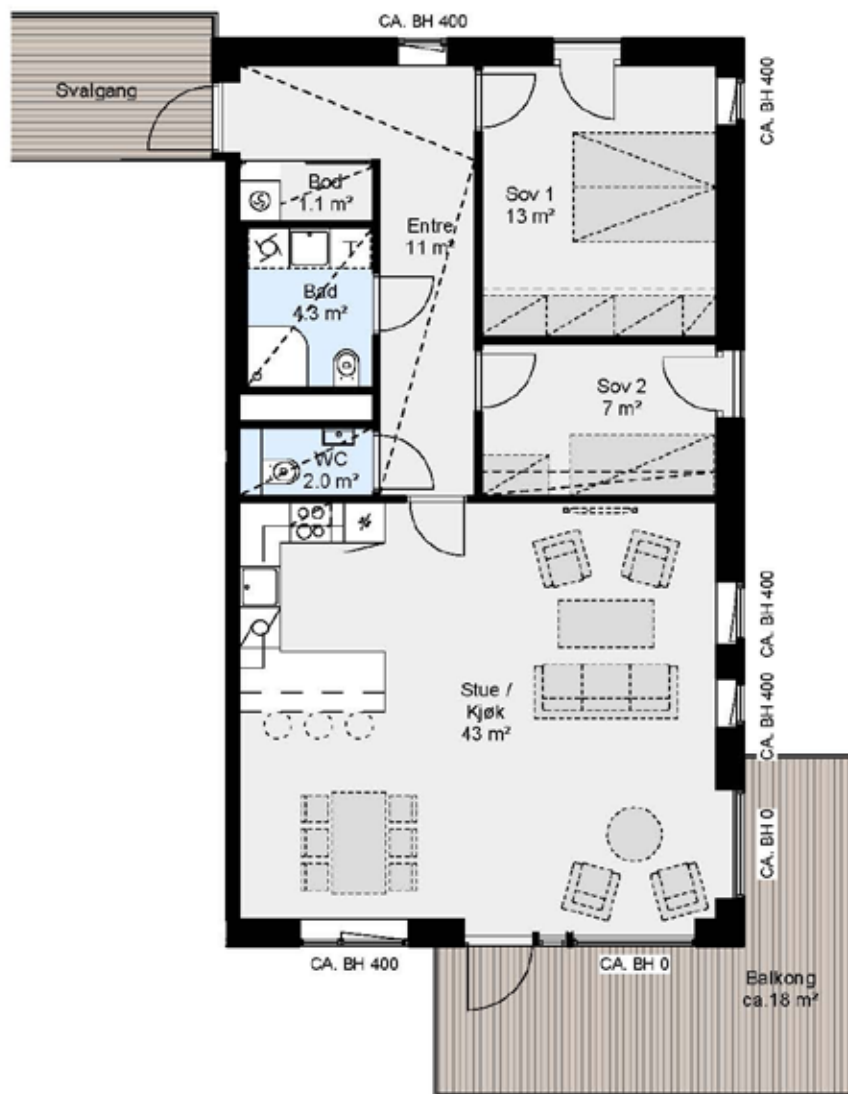 CA. BH 400
Svalgang
CA. BH 400
Bod
1.1 m²
Sov 1
13 m²
Entre
11 m²
Bad
4.3 m²
Sov 2
7 m²
WC
2.0 m²
CA. BH 400
Stue /
Kjøk
43 m²
CA. BH 400
CA. BH 0
CA. BH 400
CA. BH 0
Balkong
ca.18 m²